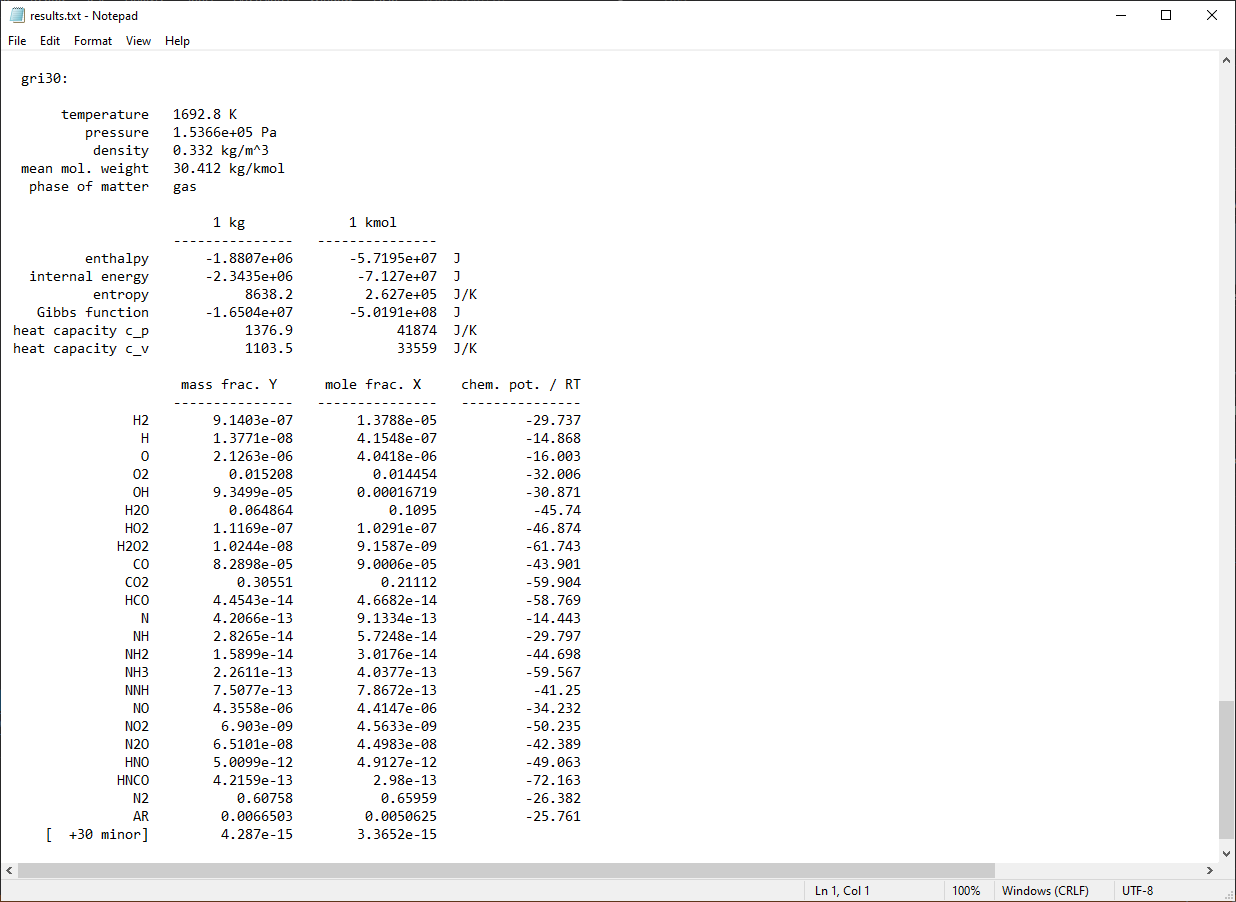 results.txt - Notepad
File Edit Format View Help
gri30:
temperature 1692.8 K
pressure 1.5366e+05 Pa
density 0.332 kg/m^3
mean mol. weight 30.412 kg/kmol
phase of matter gas
1 kg 1 kmol
--------------- ---------------
enthalpy -1.8807e+06 -5.7195e+07 J
internal energy -2.3435e+06 -7.127e+07 J
entropy 8638.2 2.627e+05 J/K
Gibbs function -1.6504e+07 -5.0191e+08 J
heat capacity c_p 1376.9 41874 J/K
heat capacity c_v 1103.5 33559 J/K
mass frac. Y mole frac. X chem. pot. / RT
--------------- --------------- ---------------
H2 9.1403e-07 1.3788e-05 -29.737
H 1.3771e-08 4.1548e-07 -14.868
O 2.1263e-06 4.0418e-06 -16.003
O2 0.015208 0.014454 -32.006
OH 9.3499e-05 0.00016719 -30.871
H2O 0.064864 0.1095 -45.74
HO2 1.1169e-07 1.0291e-07 -46.874
H2O2 1.0244e-08 9.1587e-09 -61.743
CO 8.2898e-05 9.0006e-05 -43.901
CO2 0.30551 0.21112 -59.904
HCO 4.4543e-14 4.6682e-14 -58.769
N 4.2066e-13 9.1334e-13 -14.443
NH 2.8265e-14 5.7248e-14 -29.797
NH2 1.5899e-14 3.0176e-14 -44.698
NH3 2.2611e-13 4.0377e-13 -59.567
NNH 7.5077e-13 7.8672e-13 -41.25
NO 4.3558e-06 4.4147e-06 -34.232
NO2 6.903e-09 4.5633e-09 -50.235
N2O 6.5101e-08 4.4983e-08 -42.389
HNO 5.0099e-12 4.9127e-12 -49.063
HNCO 4.2159e-13 2.98e-13 -72.163
N2 0.60758 0.65959 -26.382
AR 0.0066503 0.0050625 -25.761
[ +30 minor] 4.287e-15 3.3652e-15
Ln 1, Col 1 100% Windows (CRLF) UTF-8